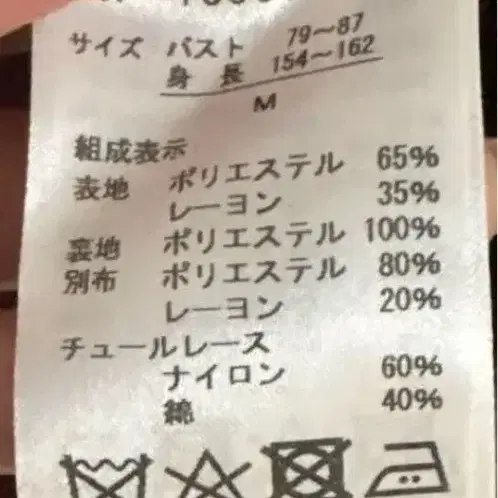 サイズ バスト 79〜87
身長 154〜162
M
組成表示
表地 ポリエステル 65%
レーヨン 35%
裏地 ポリエステル 100%
別布 ポリエステル 80%
レーヨン 20%
チュールレース
ナイロン 60%
綿 40%